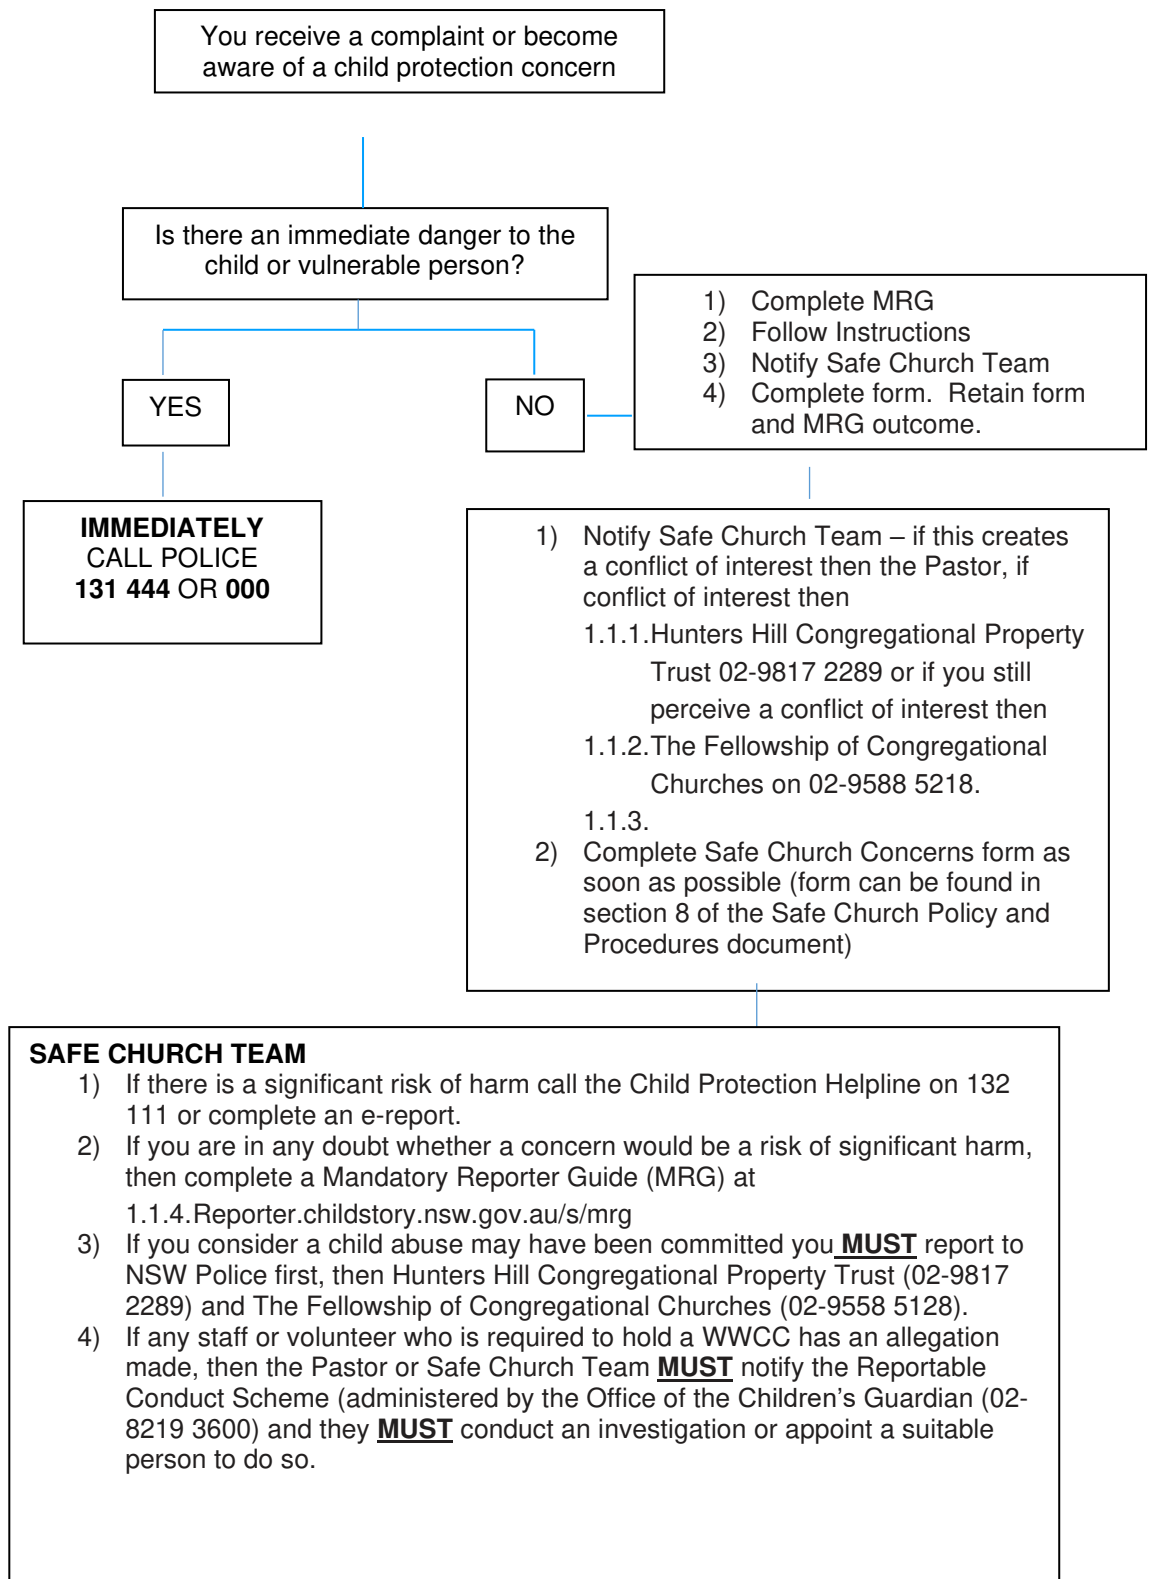 You receive a complaint or become
aware of a child protection concern
Is there an immediate danger to the
child or vulnerable person?
YES
NO
1) Complete MRG
2) Follow Instructions
3) Notify Safe Church Team
4) Complete form. Retain form
and MRG outcome.
IMMEDIATELY
CALL POLICE
131 444 OR 000
1) Notify Safe Church Team – if this creates
a conflict of interest then the Pastor, if
conflict of interest then
1.1.1.Hunters Hill Congregational Property
Trust 02-9817 2289 or if you still
perceive a conflict of interest then
1.1.2.The Fellowship of Congregational
Churches on 02-9588 5218.
1.1.3.
2) Complete Safe Church Concerns form as
soon as possible (form can be found in
section 8 of the Safe Church Policy and
Procedures document)
SAFE CHURCH TEAM
1) If there is a significant risk of harm call the Child Protection Helpline on 132
111 or complete an e-report.
2) If you are in any doubt whether a concern would be a risk of significant harm,
then complete a Mandatory Reporter Guide (MRG) at
1.1.4.Reporter.childstory.nsw.gov.au/s/mrg
3) If you consider a child abuse may have been committed you MUST report to
NSW Police first, then Hunters Hill Congregational Property Trust (02-9817
2289) and The Fellowship of Congregational Churches (02-9558 5128).
4) If any staff or volunteer who is required to hold a WWCC has an allegation
made, then the Pastor or Safe Church Team MUST notify the Reportable
Conduct Scheme (administered by the Office of the Children's Guardian (02-
8219 3600) and they MUST conduct an investigation or appoint a suitable
person to do so.